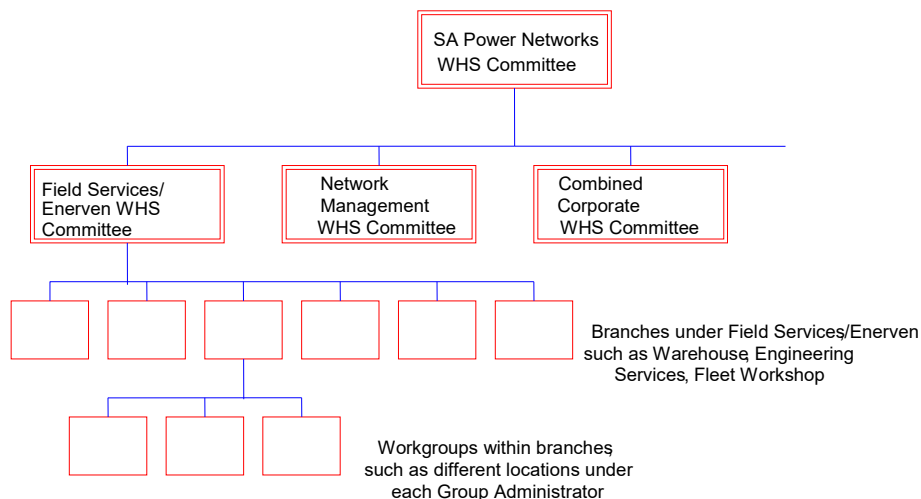 SA Power Networks
WHS Committee
Field Services/
Enerven WHS
Committee
Network
Management
WHS Committee
Combined
Corporate
WHS Committee
Branches under Field Services/Enerven
such as Warehouse, Engineering
Services, Fleet Workshop
Workgroups within branches,
such as different locations under
each Group Administrator